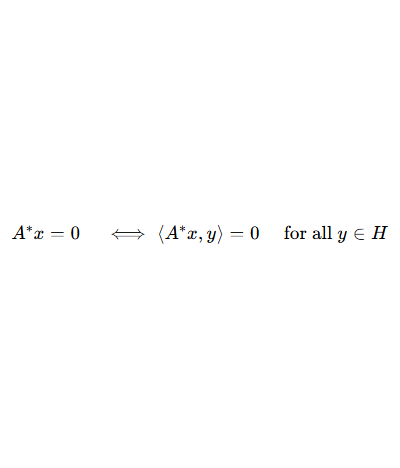 A*x = 0 ⟺ ⟨A*x, y⟩ = 0 for all y ∈ H